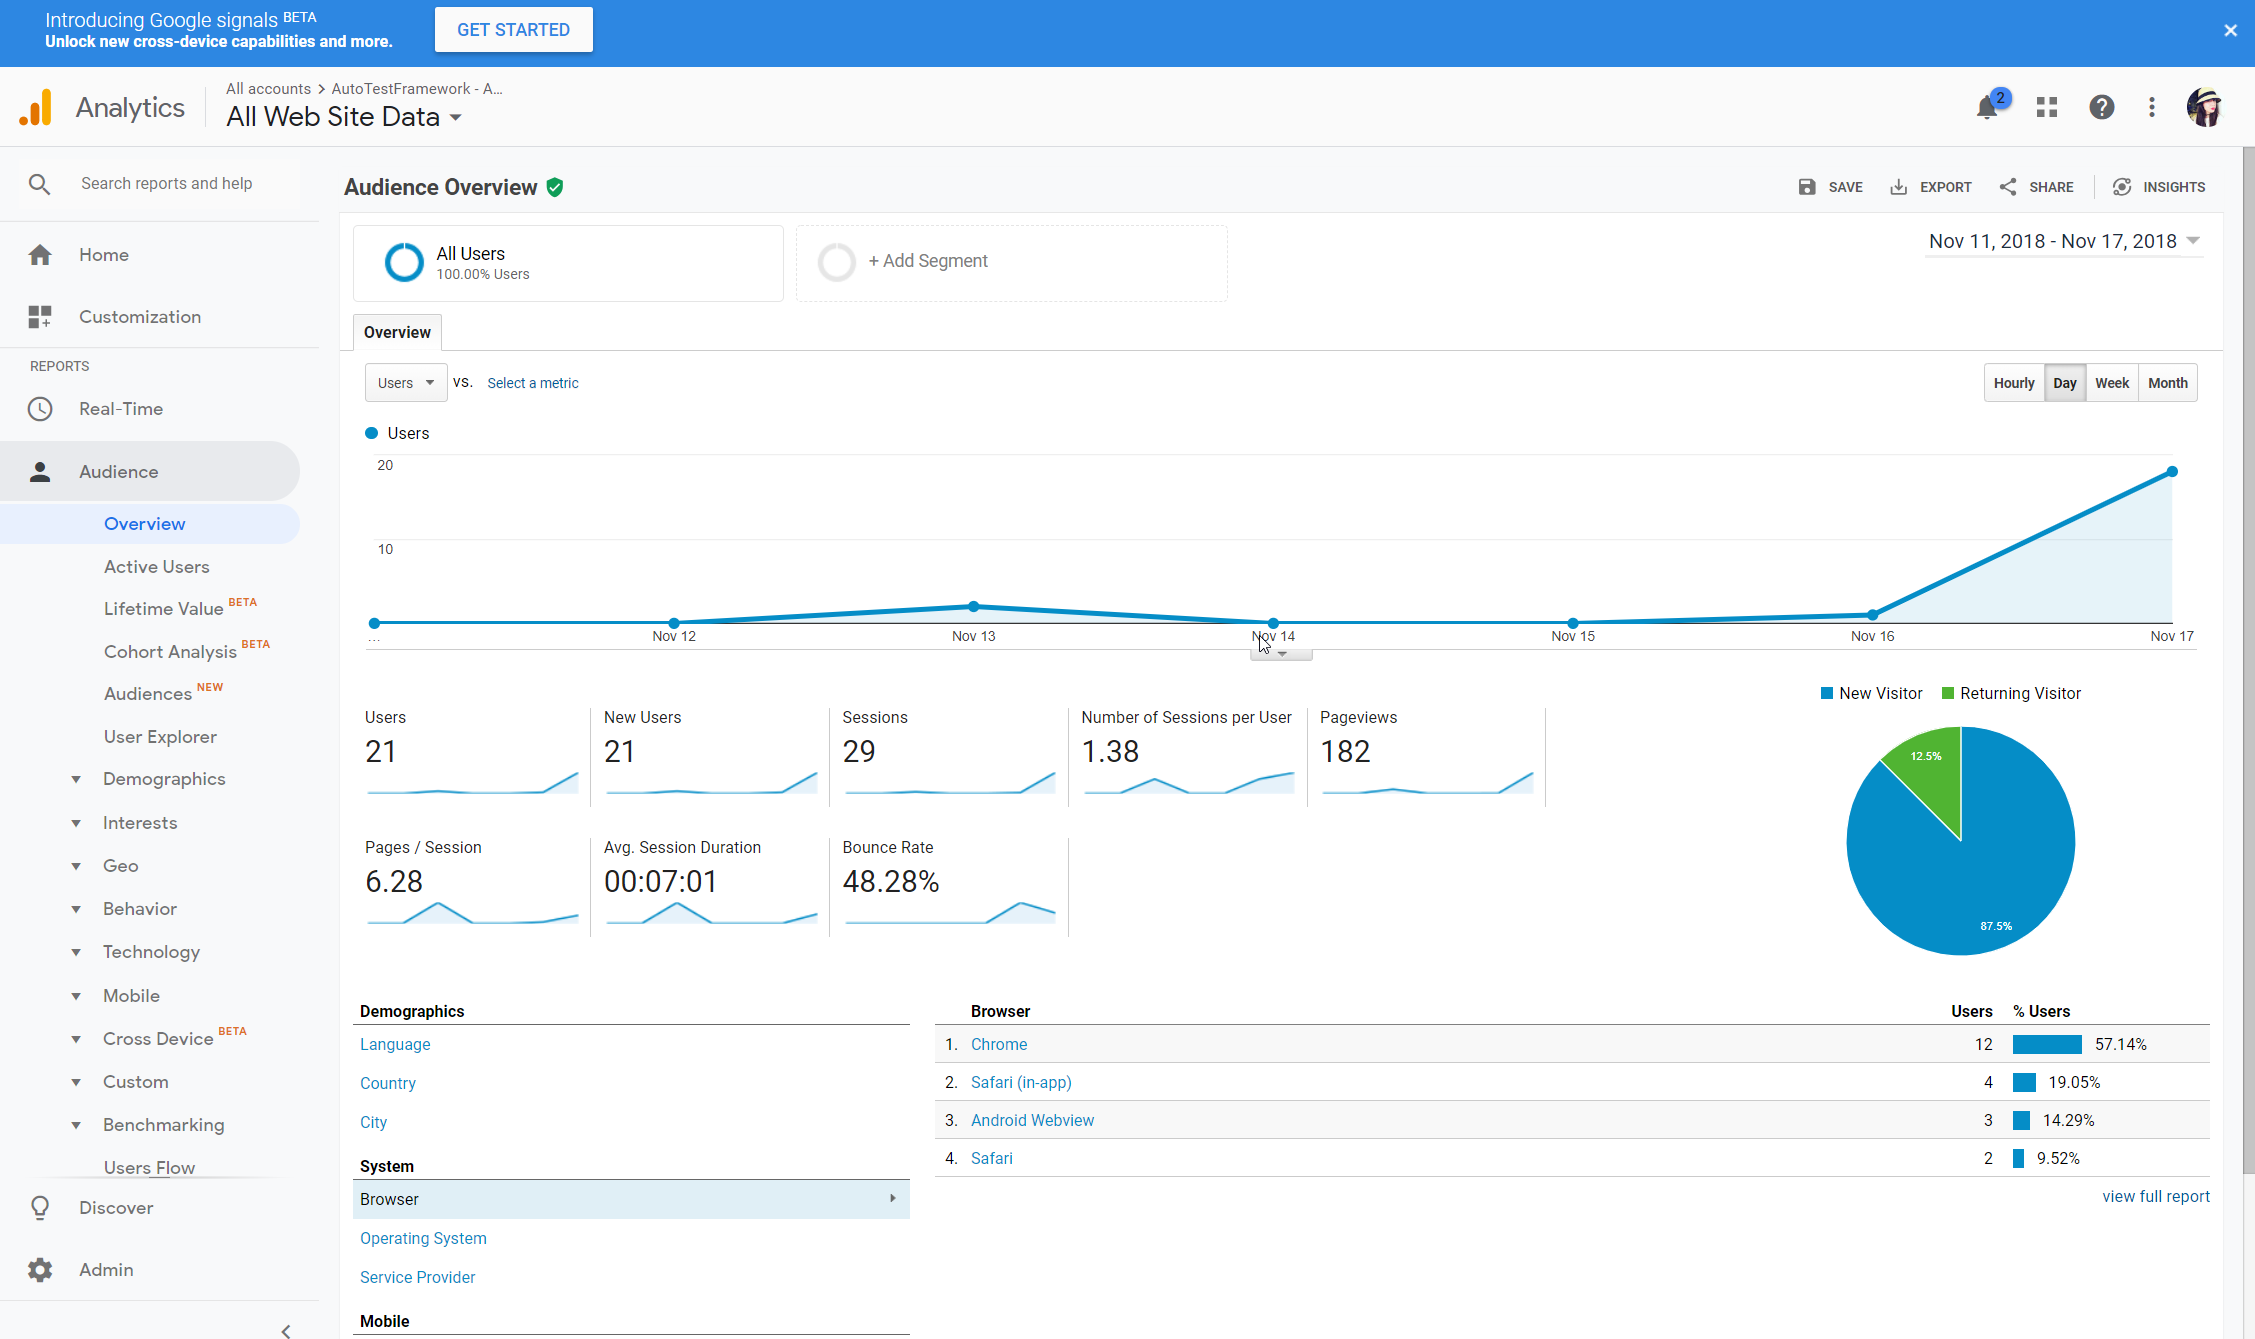 Introducing Google signals BETA
Unlock new cross-device capabilities and more.
GET STARTED
Analytics
All accounts > AutoTestFramework - A...
All Web Site Data
2
Search reports and help
Home
Customization
REPORTS
Real-Time
Audience
Overview
Active Users
Lifetime Value BETA
Cohort Analysis BETA
Audiences NEW
User Explorer
Demographics
Interests
Geo
Behavior
Technology
Mobile
Cross Device BETA
Custom
Benchmarking
Users Flow
Discover
Admin
Audience Overview
SAVE
EXPORT
SHARE
INSIGHTS
All Users
100.00% Users
+ Add Segment
Nov 11, 2018 - Nov 17, 2018
Overview
Users
VS.
Select a metric
Hourly
Day
Week
Month
Users
20
10
...
Nov 12
Nov 13
Nov 14
Nov 15
Nov 16
Nov 17
Users
21
New Users
21
Sessions
29
Number of Sessions per User
1.38
Pageviews
182
Pages / Session
6.28
Avg. Session Duration
00:07:01
Bounce Rate
48.28%
New Visitor
Returning Visitor
12.5%
87.5%
Demographics
Language
Country
City
System
Browser
Operating System
Service Provider
Mobile
Browser Users % Users
1. Chrome 12 57.14%
2. Safari (in-app) 4 19.05%
3. Android Webview 3 14.29%
4. Safari 2 9.52%
view full report